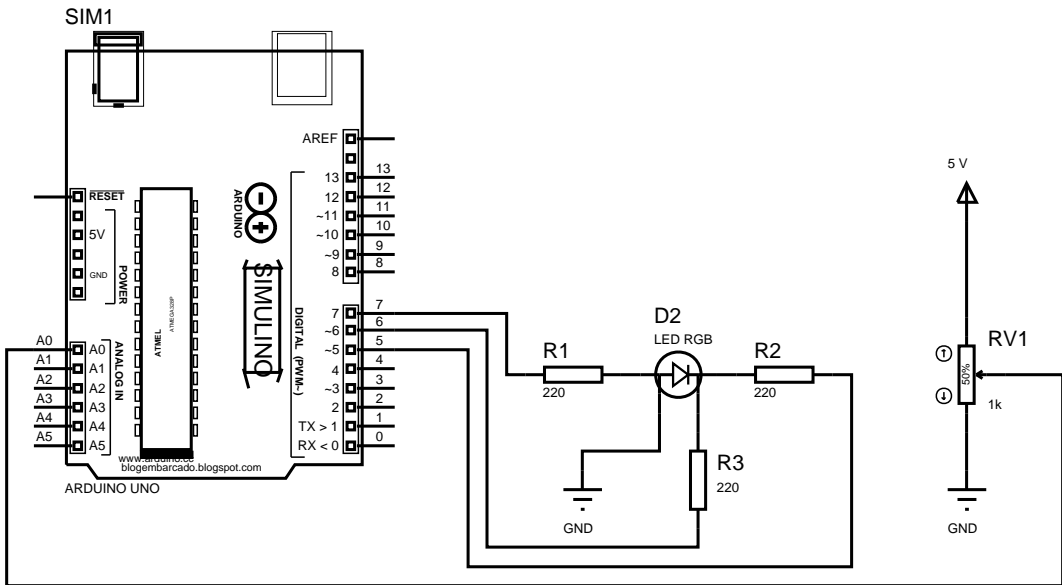 SIM1
AREF
13 13
12 12
~11 11
~10 10
~9 9
8 8
7 7
~6 6
~5 5
4 4
~3 3
2 2
TX > 1 1
RX < 0 0
RESET
5V
GND
POWER
A0 A0
A1 A1
A2 A2
A3 A3
A4 A4
A5 A5
ANALOG IN
ATMEL
ATMEGA328P
ARDUINO
SIMULINO
DIGITAL (PWM~)
www.arduino.cc
blogembarcado.blogspot.com
ARDUINO UNO
R1
220
D2
LED RGB
R2
220
R3
220
GND
5 V
RV1
50%
1k
GND